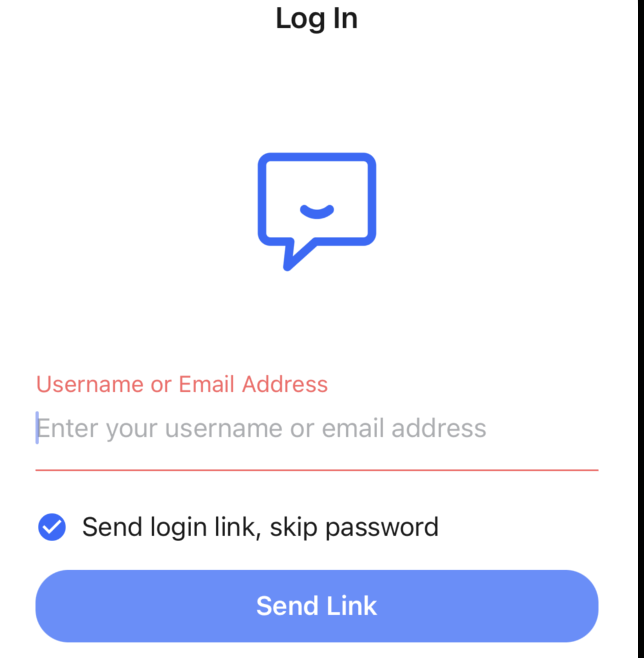 Log In
Username or Email Address
Enter your username or email address
Send login link, skip password
Send Link